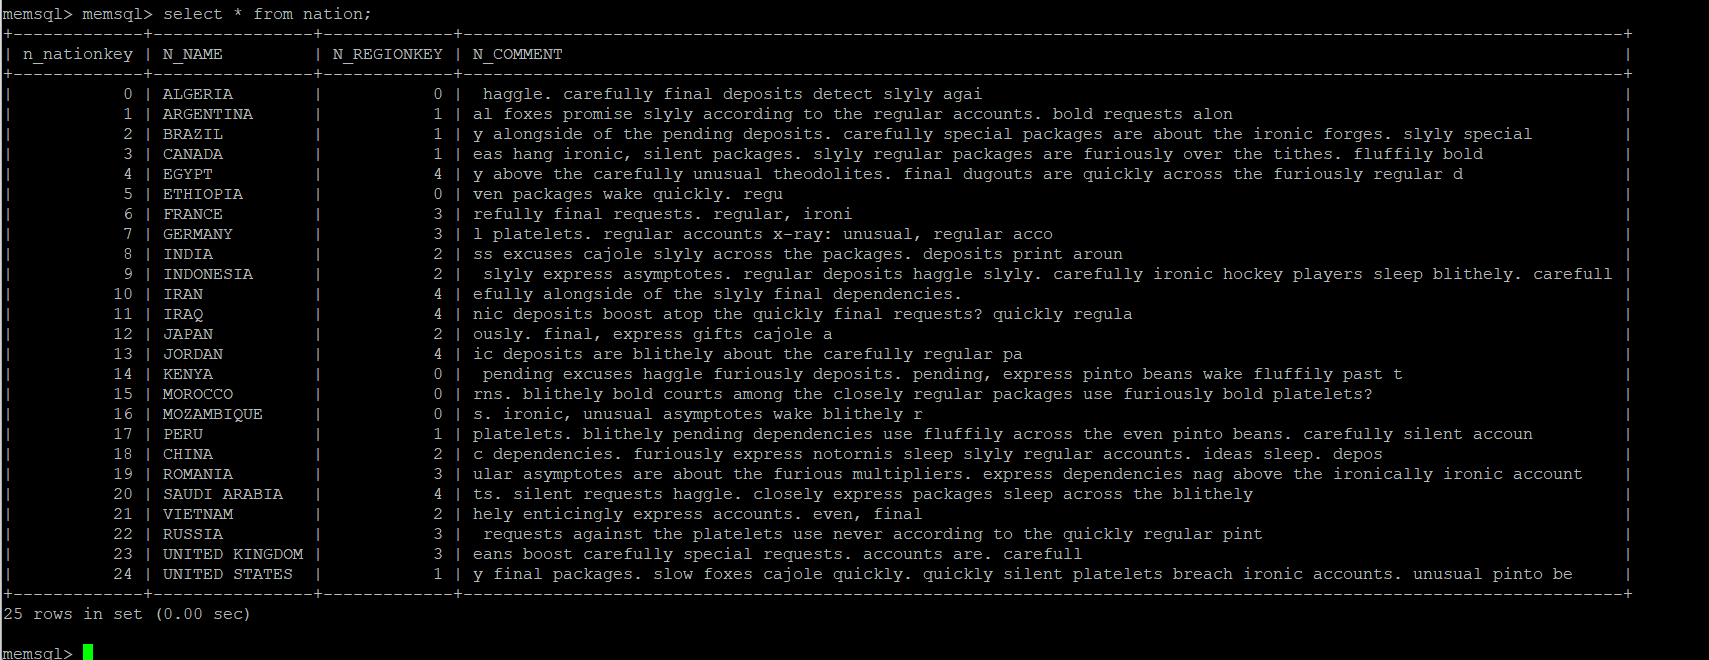 memsql> memsql> select * from nation;
+-------------+----------------+-------------+--------------------------------------------------------------------------------------------------------------------+
| n_nationkey | N_NAME         | N_REGIONKEY | N_COMMENT                                                                                                          |
+-------------+----------------+-------------+--------------------------------------------------------------------------------------------------------------------+
|           0 | ALGERIA        |           0 |  haggle. carefully final deposits detect slyly agai                                                                |
|           1 | ARGENTINA      |           1 | al foxes promise slyly according to the regular accounts. bold requests alon                                       |
|           2 | BRAZIL         |           1 | y alongside of the pending deposits. carefully special packages are about the ironic forges. slyly special         |
|           3 | CANADA         |           1 | eas hang ironic, silent packages. slyly regular packages are furiously over the tithes. fluffily bold              |
|           4 | EGYPT          |           4 | y above the carefully unusual theodolites. final dugouts are quickly across the furiously regular d                |
|           5 | ETHIOPIA       |           0 | ven packages wake quickly. regu                                                                                    |
|           6 | FRANCE         |           3 | refully final requests. regular, ironi                                                                             |
|           7 | GERMANY        |           3 | l platelets. regular accounts x-ray: unusual, regular acco                                                         |
|           8 | INDIA          |           2 | ss excuses cajole slyly across the packages. deposits print aroun                                                  |
|           9 | INDONESIA      |           2 |  slyly express asymptotes. regular deposits haggle slyly. carefully ironic hockey players sleep blithely. carefull |
|          10 | IRAN           |           4 | efully alongside of the slyly final dependencies.                                                                  |
|          11 | IRAQ           |           4 | nic deposits boost atop the quickly final requests? quickly regula                                                 |
|          12 | JAPAN          |           2 | ously. final, express gifts cajole a                                                                               |
|          13 | JORDAN         |           4 | ic deposits are blithely about the carefully regular pa                                                            |
|          14 | KENYA          |           0 |  pending excuses haggle furiously deposits. pending, express pinto beans wake fluffily past t                      |
|          15 | MOROCCO        |           0 | rns. blithely bold courts among the closely regular packages use furiously bold platelets?                         |
|          16 | MOZAMBIQUE     |           0 | s. ironic, unusual asymptotes wake blithely r                                                                      |
|          17 | PERU           |           1 | platelets. blithely pending dependencies use fluffily across the even pinto beans. carefully silent accoun         |
|          18 | CHINA          |           2 | c dependencies. furiously express notornis sleep slyly regular accounts. ideas sleep. depos                        |
|          19 | ROMANIA        |           3 | ular asymptotes are about the furious multipliers. express dependencies nag above the ironically ironic account    |
|          20 | SAUDI ARABIA   |           4 | ts. silent requests haggle. closely express packages sleep across the blithely                                     |
|          21 | VIETNAM        |           2 | hely enticingly express accounts. even, final                                                                      |
|          22 | RUSSIA         |           3 |  requests against the platelets use never according to the quickly regular pint                                    |
|          23 | UNITED KINGDOM |           3 | eans boost carefully special requests. accounts are. carefull                                                      |
|          24 | UNITED STATES  |           1 | y final packages. slow foxes cajole quickly. quickly silent platelets breach ironic accounts. unusual pinto be     |
+-------------+----------------+-------------+--------------------------------------------------------------------------------------------------------------------+
25 rows in set (0.00 sec)
memsql>